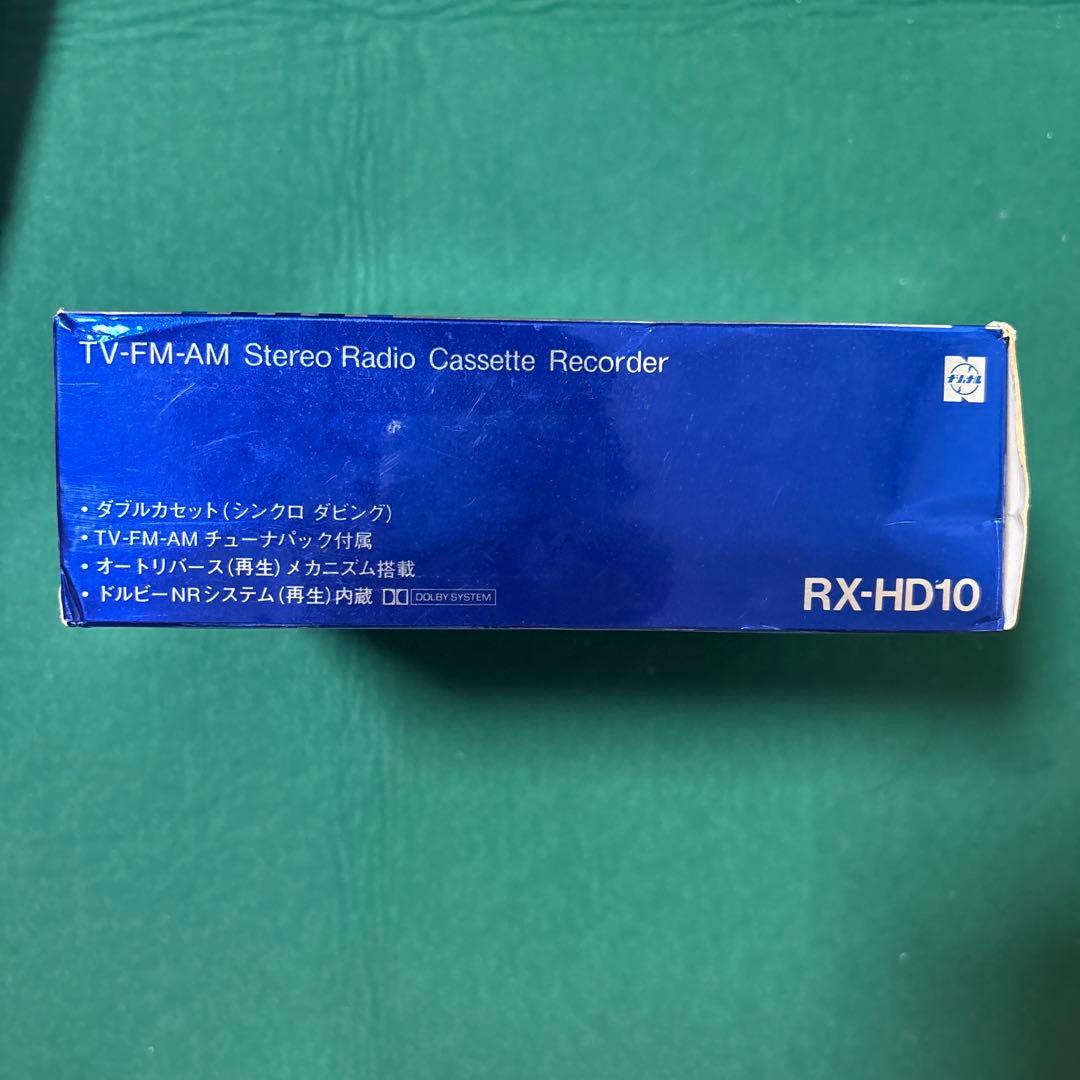 TV-FM-AM Stereo Radio Cassette Recorder
ナショナル
・ダブルカセット(シンクロ ダビング)
・TV-FM-AM チューナパック付属
・オートリバース(再生)メカニズム搭載
・ドルビーNRシステム(再生)内蔵 DOLBY SYSTEM
RX-HD10